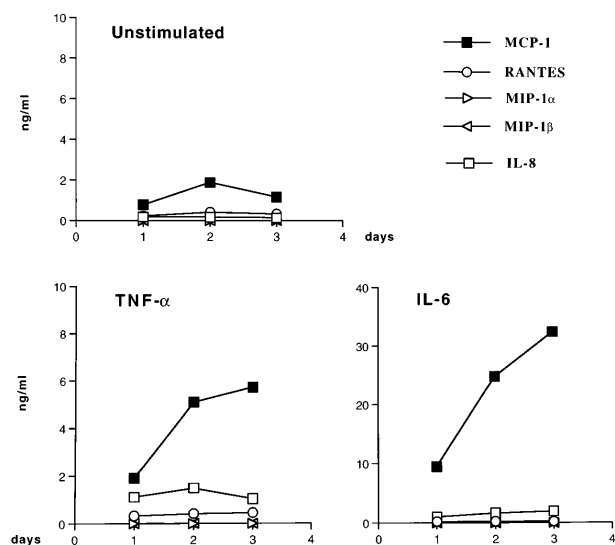 Unstimulated
10
8
6
4
2
0
ng/ml
0 1 2 3 4
days
MCP-1
RANTES
MIP-1α
MIP-1β
IL-8
TNF-α
10
8
6
4
2
0
ng/ml
days
0 1 2 3 4
IL-6
40
30
20
10
0
0 1 2 3 4